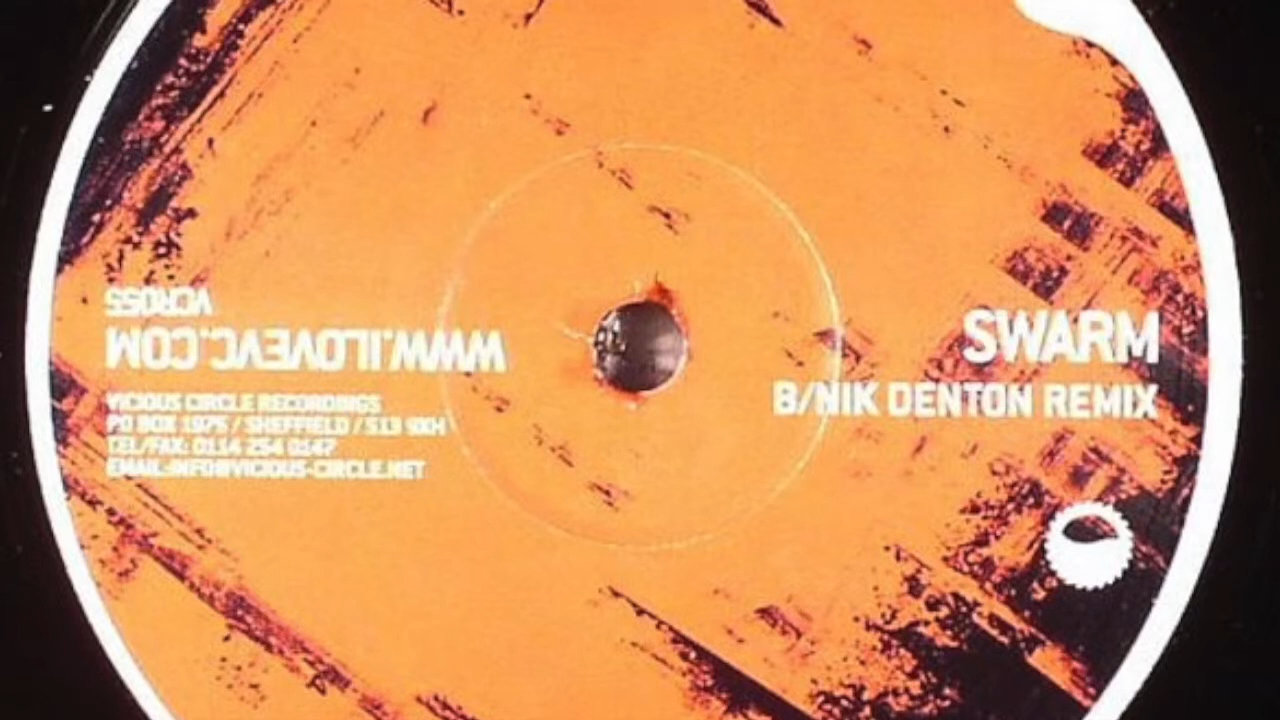 VCR055
WWW.ILOVEVC.COM
VICIOUS CIRCLE RECORDINGS
PO BOX 1975 / SHEFFIELD / S13 9XH
TEL/FAX: 0114 254 0147
EMAIL:INFO@VICIOUS-CIRCLE.NET
SWARM
B/NIK DENTON REMIX